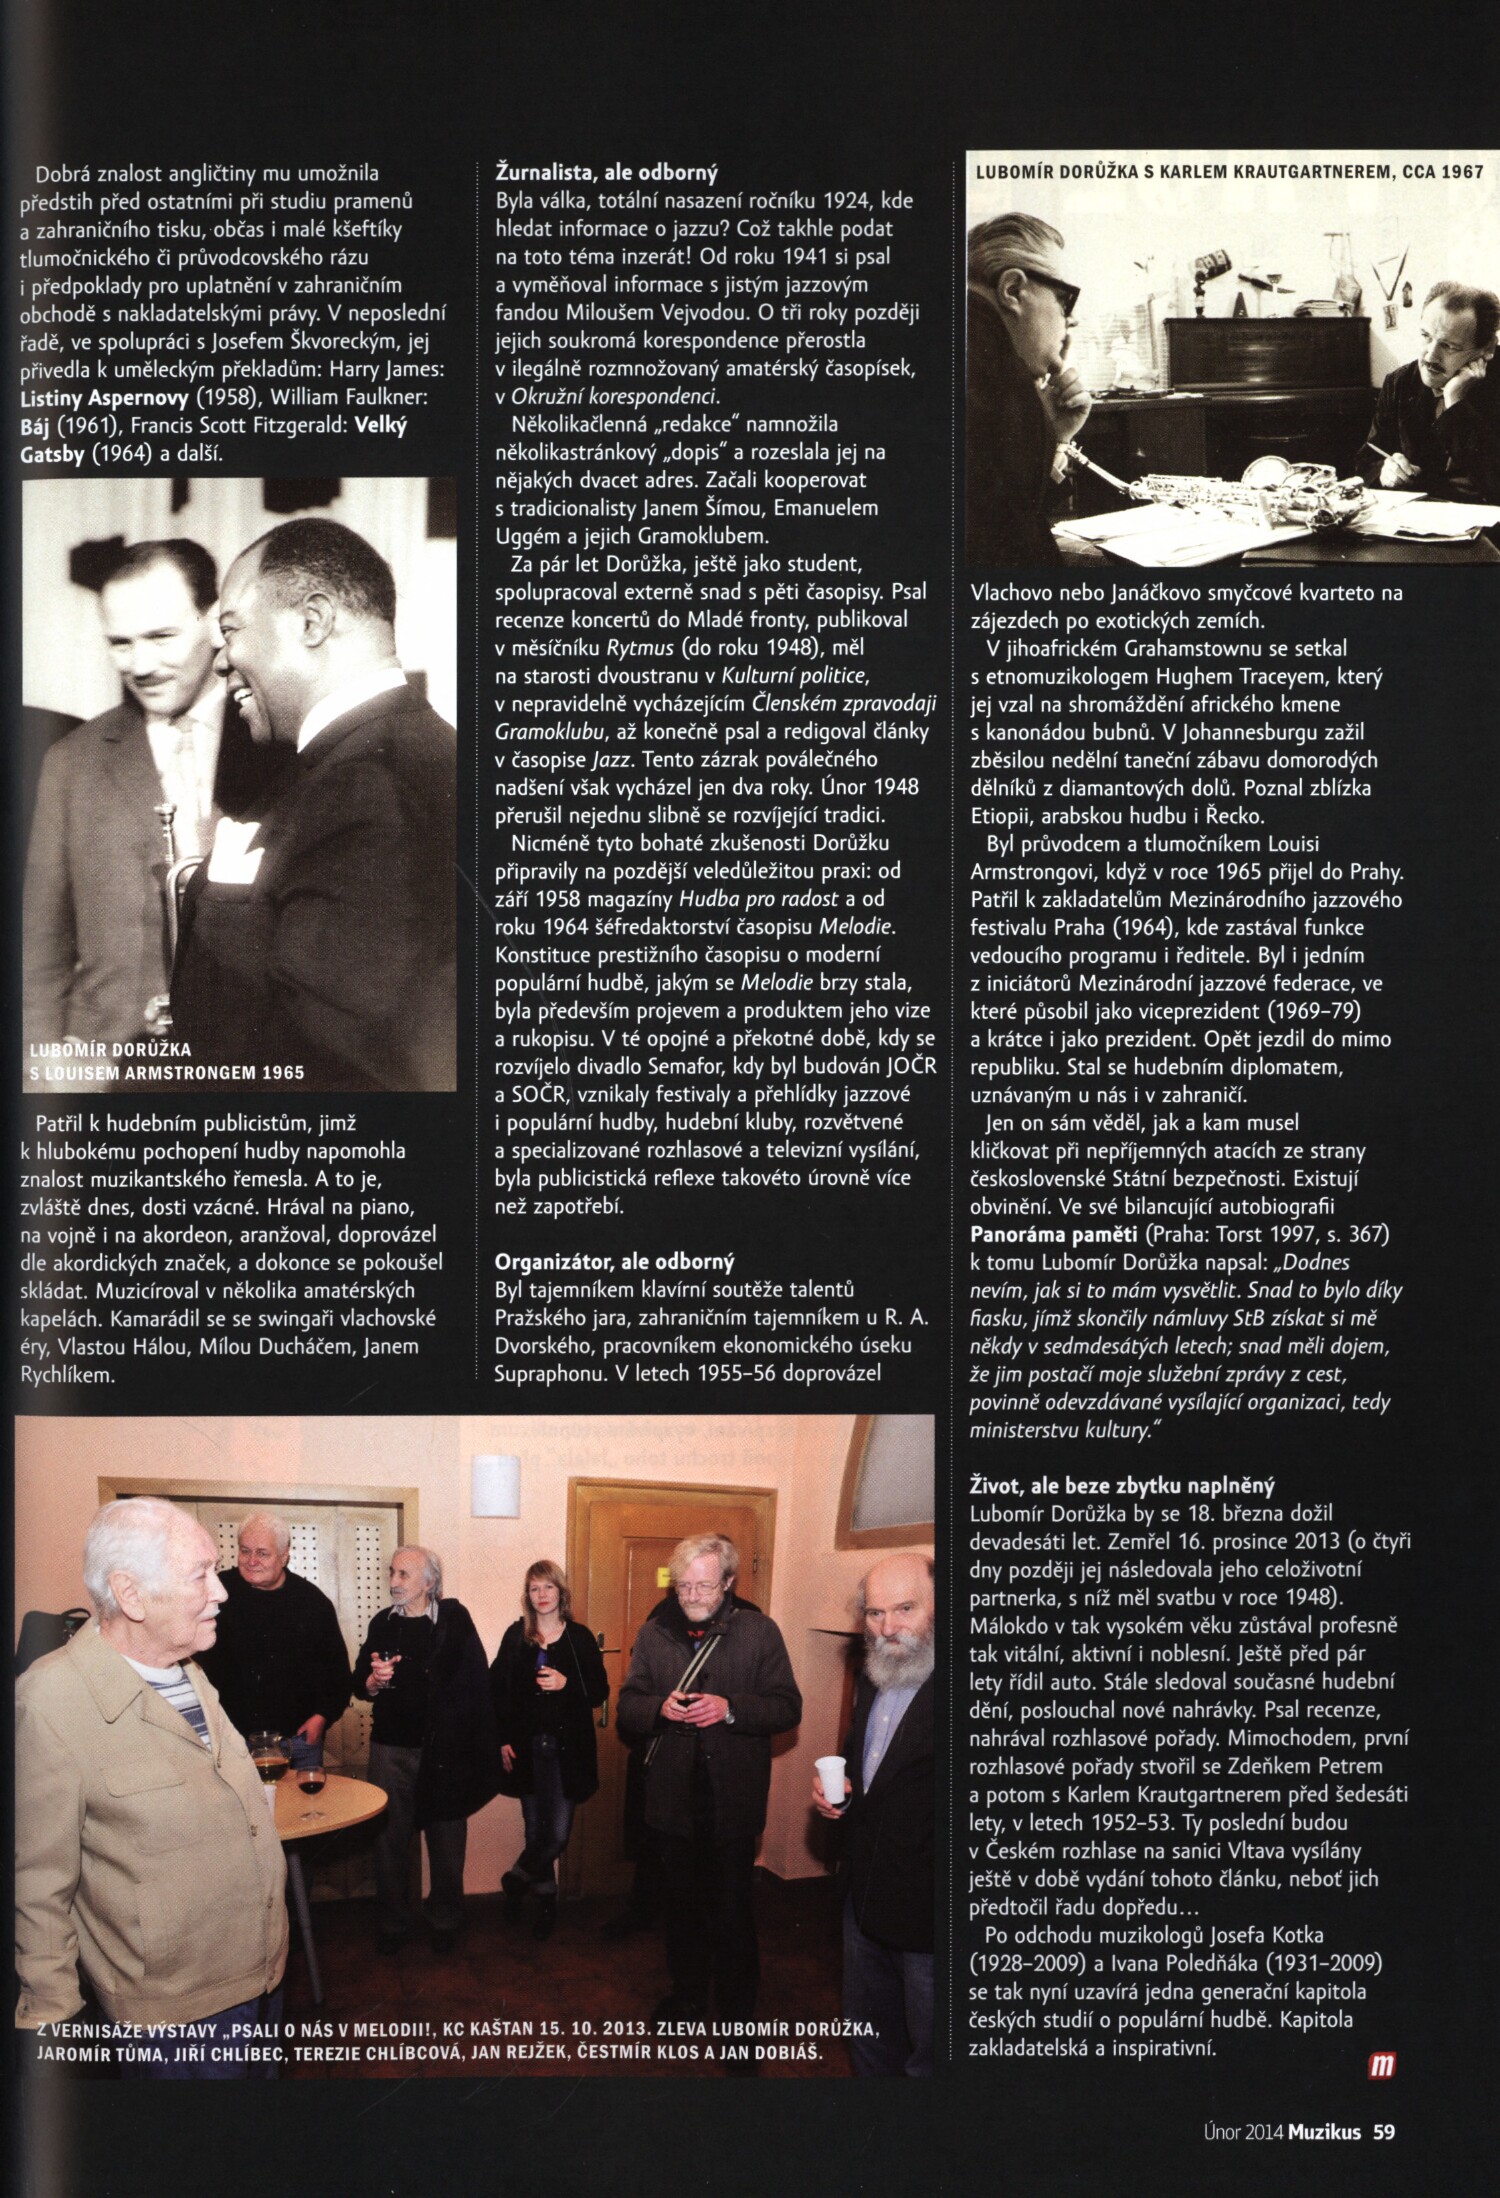 Dobrá znalost angličtiny mu umožnila
předstih před ostatními při studiu pramenů
a zahraničního tisku, občas i malé kšeftíky
tlumočnického či průvodcovského rázu
i předpoklady pro uplatnění v zahraničním
obchodě s nakladatelskými právy. V neposlední
řadě, ve spolupráci s Josefem Škvoreckým, jej
přivedla k uměleckým překladům: Harry James:
Listiny Aspernovy (1958), William Faulkner:
Báj (1961), Francis Scott Fitzgerald: Velký
Gatsby (1964) a další.
LUBOMÍR DORŮŽKA
S LOUISEM ARMSTRONGEM 1965
Patřil k hudebním publicistům, jimž
k hlubokému pochopení hudby napomohla
znalost muzikantského řemesla. A to je,
zvláště dnes, dosti vzácné. Hrával na piano,
na vojně i na akordeon, aranžoval, doprovázel
dle akordických značek, a dokonce se pokoušel
skládat. Muzicíroval v několika amatérských
kapelách. Kamarádil se se swingaři vlachovské
éry, Vlastou Hálou, Mílou Ducháčem, Janem
Rychlíkem.
Žurnalista, ale odborný
Byla válka, totální nasazení ročníku 1924, kde
hledat informace o jazzu? Což takhle podat
na toto téma inzerát! Od roku 1941 si psal
a vyměňoval informace s jistým jazzovým
fandou Miloušem Vejvodou. O tři roky později
jejich soukromá korespondence přerostla
v ilegálně rozmnožovaný amatérský časopísek,
v Okružní korespondenci.
Několikačlenná „redakce“ namnožila
několikastránkový „dopis“ a rozeslala jej na
nějakých dvacet adres. Začali kooperovat
s tradicionalisty Janem Šímou, Emanuelem
Uggém a jejich Gramoklubem.
Za pár let Dorůžka, ještě jako student,
spolupracoval externě snad s pěti časopisy. Psal
recenze koncertů do Mladé fronty, publikoval
v měsíčníku Rytmus (do roku 1948), měl
na starosti dvoustranu v Kulturní politice,
v nepravidelně vycházejícím Členském zpravodaji
Gramoklubu, až konečně psal a redigoval články
v časopise Jazz. Tento zázrak poválečného
nadšení však vycházel jen dva roky. Únor 1948
přerušil nejednu slibně se rozvíjející tradici.
Nicméně tyto bohaté zkušenosti Dorůžku
připravily na pozdější veledůležitou praxi: od
září 1958 magazíny Hudba pro radost a od
roku 1964 šéfredaktorství časopisu Melodie.
Konstituce prestižního časopisu o moderní
populární hudbě, jakým se Melodie brzy stala,
byla především projevem a produktem jeho vize
a rukopisu. V té opojné a překotné době, kdy se
rozvíjelo divadlo Semafor, kdy byl budován JOČR
a SOČR, vznikaly festivaly a přehlídky jazzové
i populární hudby, hudební kluby, rozvětvené
a specializované rozhlasové a televizní vysílání,
byla publicistická reflexe takovéto úrovně více
než zapotřebí.
Organizátor, ale odborný
Byl tajemníkem klavírní soutěže talentů
Pražského jara, zahraničním tajemníkem u R. A.
Dvorského, pracovníkem ekonomického úseku
Supraphonu. V letech 1955–56 doprovázel
LUBOMÍR DORŮŽKA S KARLEM KRAUTGARTNEREM, CCA 1967
Vlachovo nebo Janáčkovo smyčcové kvarteto na
zájezdech po exotických zemích.
V jihoafrickém Grahamstownu se setkal
s etnomuzikologem Hughem Traceyem, který
jej vzal na shromáždění afrického kmene
s kanonádou bubnů. V Johannesburgu zažil
zběsilou nedělní taneční zábavu domorodých
dělníků z diamantových dolů. Poznal zblízka
Etiopii, arabskou hudbu i Řecko.
Byl průvodcem a tlumočníkem Louisi
Armstrongovi, když v roce 1965 přijel do Prahy.
Patřil k zakladatelům Mezinárodního jazzového
festivalu Praha (1964), kde zastával funkce
vedoucího programu i ředitele. Byl i jedním
z iniciátorů Mezinárodní jazzové federace, ve
které působil jako viceprezident (1969–79)
a krátce i jako prezident. Opět jezdil do mimo
republiku. Stal se hudebním diplomatem,
uznávaným u nás i v zahraničí.
Jen on sám věděl, jak a kam musel
kličkovat při nepříjemných atacích ze strany
československé Státní bezpečnosti. Existují
obvinění. Ve své bilancující autobiografii
Panoráma paměti (Praha: Torst 1997, s. 367)
k tomu Lubomír Dorůžka napsal: „Dodnes
nevím, jak si to mám vysvětlit. Snad to bylo díky
fiasku, jímž skončily námluvy StB získat si mě
někdy v sedmdesátých letech; snad měli dojem,
že jim postačí moje služební zprávy z cest,
povinně odevzdávané vysílající organizaci, tedy
ministerstvu kultury.“
Život, ale beze zbytku naplněný
Lubomír Dorůžka by se 18. března dožil
devadesáti let. Zemřel 16. prosince 2013 (o čtyři
dny později jej následovala jeho celoživotní
partnerka, s níž měl svatbu v roce 1948).
Málokdo v tak vysokém věku zůstával profesně
tak vitální, aktivní i noblesní. Ještě před pár
lety řídil auto. Stále sledoval současné hudební
dění, poslouchal nové nahrávky. Psal recenze,
nahrával rozhlasové pořady. Mimochodem, první
rozhlasové pořady stvořil se Zdeňkem Petrem
a potom s Karlem Krautgartnerem před šedesáti
lety, v letech 1952–53. Ty poslední budou
v Českém rozhlase na sanici Vltava vysílány
ještě v době vydání tohoto článku, neboť jich
předtočil řadu dopředu…
Po odchodu muzikologů Josefa Kotka
(1928–2009) a Ivana Poledňáka (1931–2009)
se tak nyní uzavírá jedna generační kapitola
českých studií o populární hudbě. Kapitola
zakladatelská a inspirativní.
m
Z VERNISÁŽE VÝSTAVY „PSALI O NÁS V MELODII!, KC KAŠTAN 15. 10. 2013. ZLEVA LUBOMÍR DORŮŽKA,
JAROMÍR TŮMA, JIŘÍ CHLÍBEC, TEREZIE CHLÍBCOVÁ, JAN REJŽEK, ČESTMÍR KLOS A JAN DOBIÁŠ.
Únor 2014 Muzikus 59